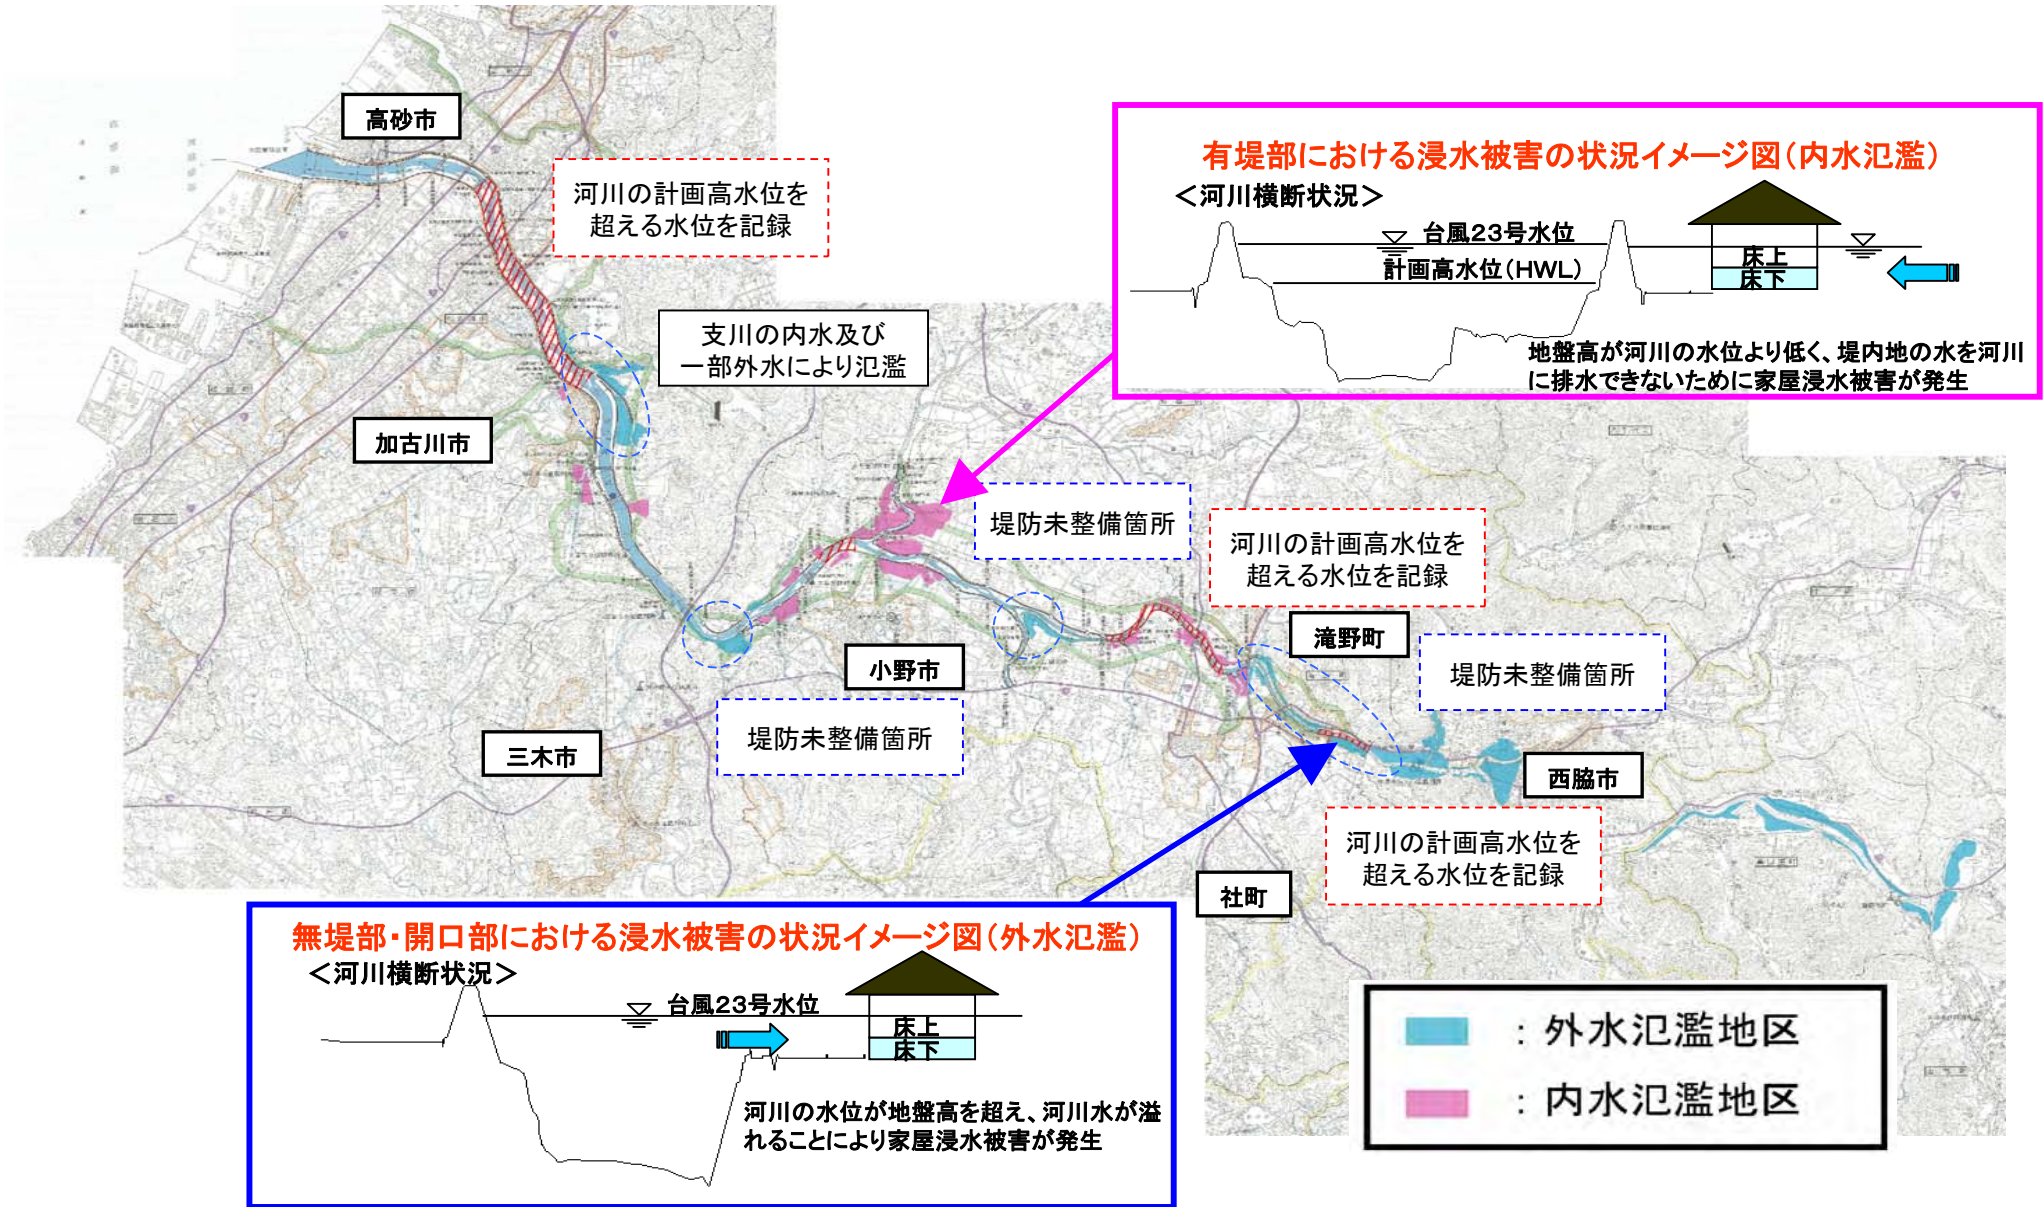 高砂市
河川の計画高水位を
超える水位を記録
支川の内水及び
一部外水により氾濫
加古川市
有堤部における浸水被害の状況イメージ図(内水氾濫)
＜河川横断状況＞
台風23号水位
計画高水位(HWL)
床上
床下
地盤高が河川の水位より低く、堤内地の水を河川
に排水できないために家屋浸水被害が発生
堤防未整備箇所
河川の計画高水位を
超える水位を記録
滝野町
堤防未整備箇所
小野市
堤防未整備箇所
三木市
西脇市
河川の計画高水位を
超える水位を記録
社町
無堤部・開口部における浸水被害の状況イメージ図(外水氾濫)
＜河川横断状況＞
台風23号水位
床上
床下
河川の水位が地盤高を超え、河川水が溢
れることにより家屋浸水被害が発生
：外水氾濫地区
：内水氾濫地区